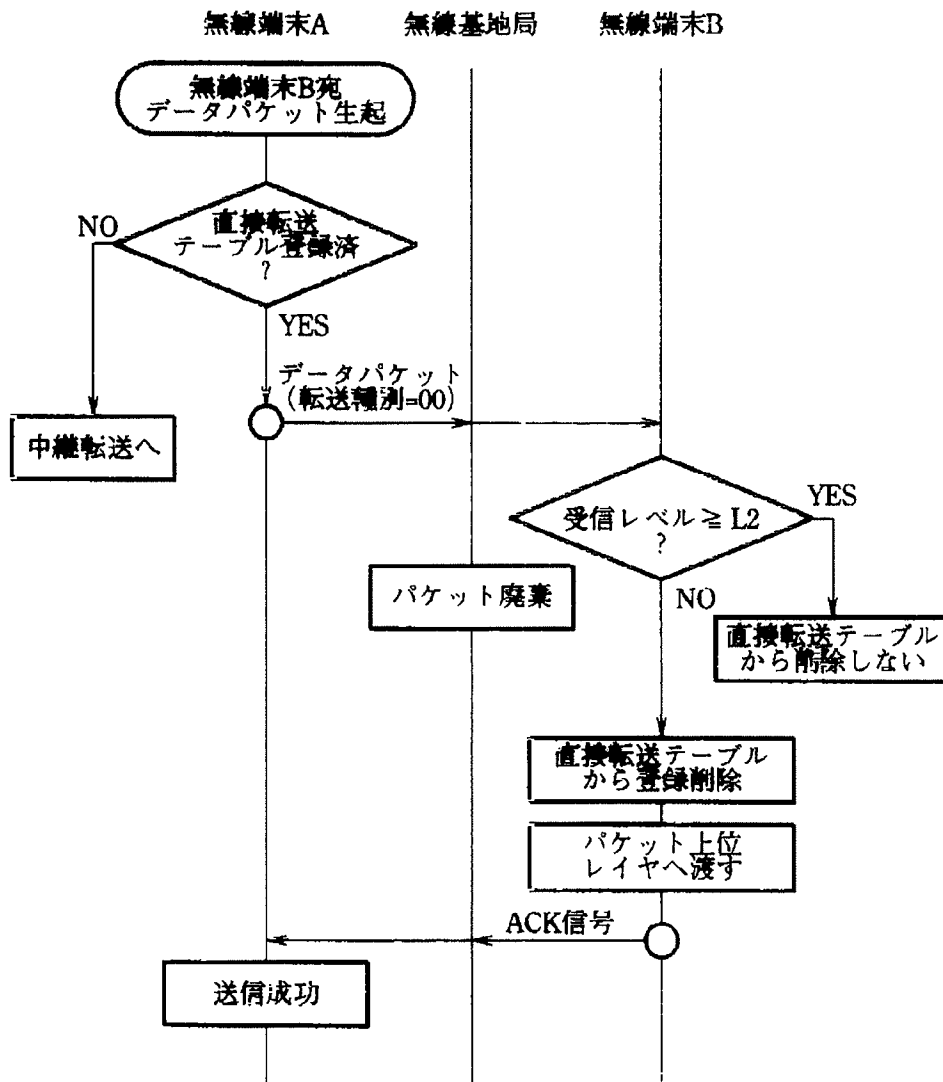 無線端末A 無線基地局 無線端末B
無線端末B宛
データパケット生起
NO
直接転送
テーブル登録済
?
YES
データパケット
(転送種別=00)
中継転送へ
受信レベル≧L2
?
YES
パケット廃棄
NO
直接転送テーブル
から削除しない
直接転送テーブル
から登録削除
パケット上位
レイヤへ渡す
ACK信号
送信成功